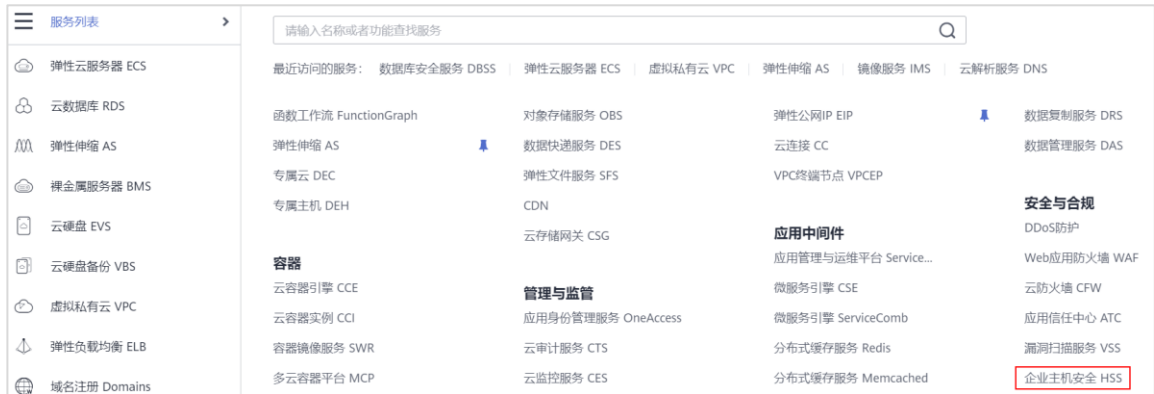 服务列表
弹性云服务器 ECS
云数据库 RDS
弹性伸缩 AS
裸金属服务器 BMS
云硬盘 EVS
云硬盘备份 VBS
虚拟私有云 VPC
弹性负载均衡 ELB
域名注册 Domains
请输入名称或者功能查找服务
最近访问的服务： 数据库安全服务 DBSS 弹性云服务器 ECS 虚拟私有云 VPC 弹性伸缩 AS 镜像服务 IMS 云解析服务 DNS
函数工作流 FunctionGraph
弹性伸缩 AS
专属云 DEC
专属主机 DEH
容器
云容器引擎 CCE
云容器实例 CCI
容器镜像服务 SWR
多云容器平台 MCP
对象存储服务 OBS
数据快递服务 DES
弹性文件服务 SFS
CDN
云存储网关 CSG
管理与监管
应用身份管理服务 OneAccess
云审计服务 CTS
云监控服务 CES
弹性公网IP EIP
云连接 CC
VPC终端节点 VPCEP
应用中间件
应用管理与运维平台 Service...
微服务引擎 CSE
微服务引擎 ServiceComb
分布式缓存服务 Redis
分布式缓存服务 Memcached
数据复制服务 DRS
数据管理服务 DAS
安全与合规
DDoS防护
Web应用防火墙 WAF
云防火墙 CFW
应用信任中心 ATC
漏洞扫描服务 VSS
企业主机安全 HSS